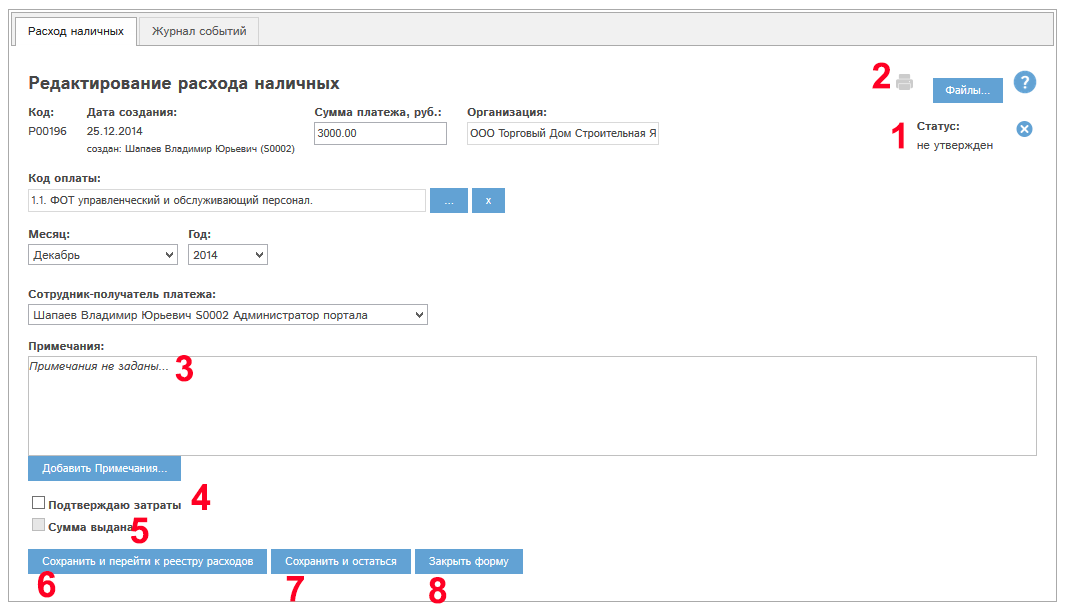 Расход наличных
Журнал событий
Редактирование расхода наличных
2
Файлы...
?
Код:
Дата создания:
Сумма платежа, руб.:
Организация:
P00196
25.12.2014
3000.00
ООО Торговый Дом Строительная Я
создан: Шапаев Владимир Юрьевич (S0002)
1
Статус:
не утвержден
Код оплаты:
1.1. ФОТ управленческий и обслуживающий персонал.
...
x
Месяц:
Год:
Декабрь
2014
Сотрудник-получатель платежа:
Шапаев Владимир Юрьевич S0002 Администратор портала
Примечания:
Примечания не заданы...
3
Добавить Примечания...
Подтверждаю затраты
4
Сумма выдана
5
Сохранить и перейти к реестру расходов
Сохранить и остаться
Закрыть форму
6
7
8